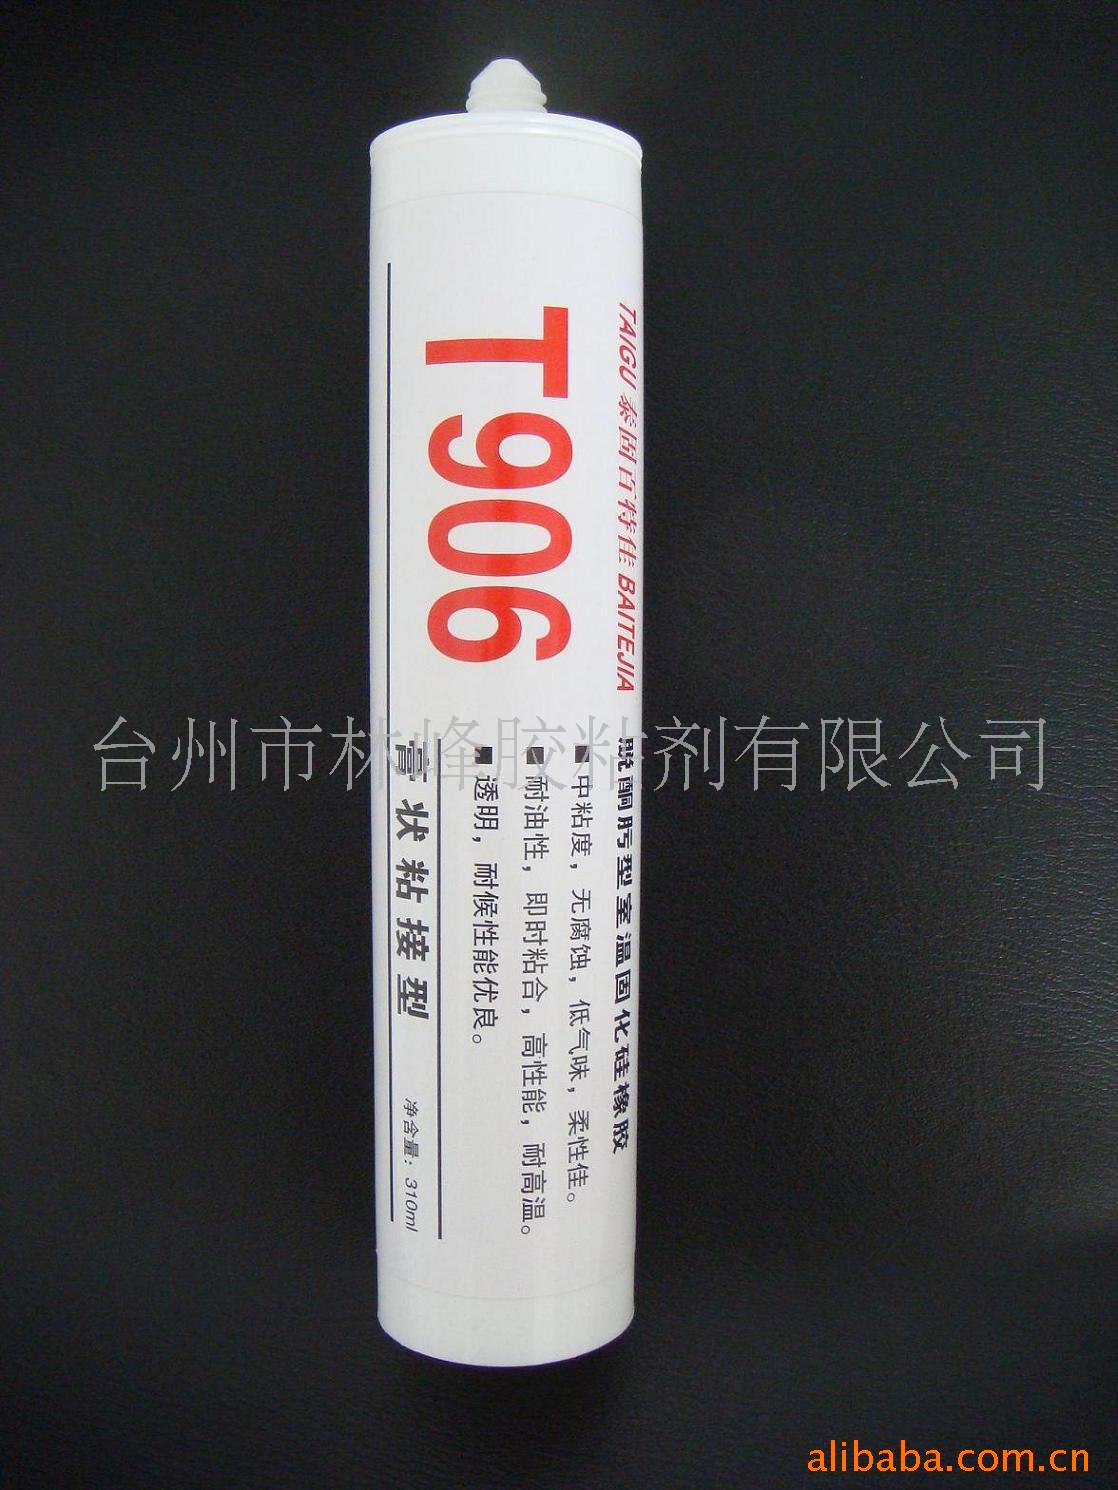 TAIGU 泰固百特佳 BAITEJIA
T906
脱酮肟型室温固化硅橡胶
■ 中粘度，无腐蚀，低气味，柔性佳。
■ 耐油性，即时粘合，高性能，耐高温。
■ 透明，耐候性能优良。
膏状粘接型
净含量：310ml
台州市林峰胶粘剂有限公司
alibaba.com.cn